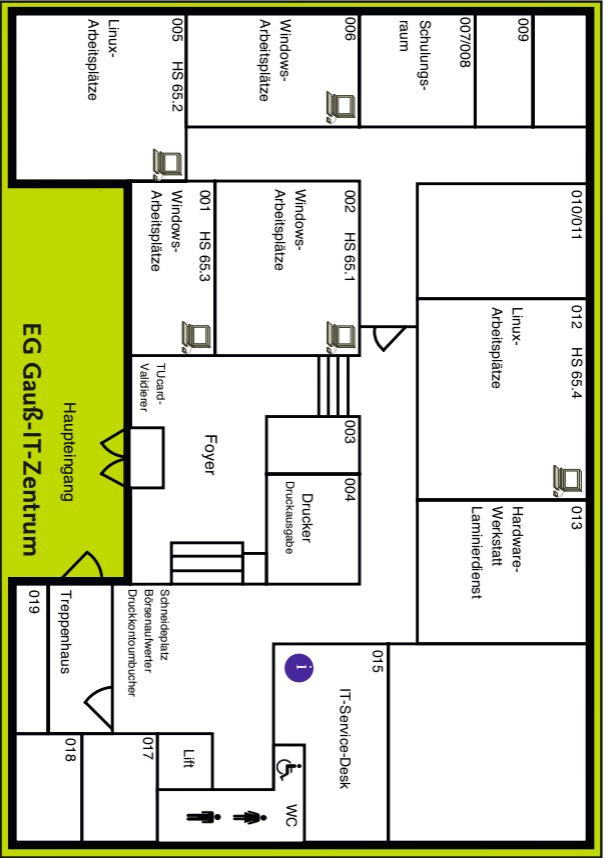 005 HS 65.2
Linux-
Arbeitsplätze
006
Windows-
Arbeitsplätze
007/008
Schulungs-
raum
009
001 HS 65.3
Windows-
Arbeitsplätze
002 HS 65.1
Windows-
Arbeitsplätze
010/011
012 HS 65.4
Linux-
Arbeitsplätze
TUcard-
Validierer
Foyer
003
004
Drucker
Druckausgabe
013
Hardware-
Werkstatt
Laminierdienst
Haupteingang
EG Gauß-IT-Zentrum
019
Treppenhaus
Schneideplatz
Börsenaufwerter
Druckkontoumbucher
015
i
IT-Service-Desk
018
017
Lift
WC